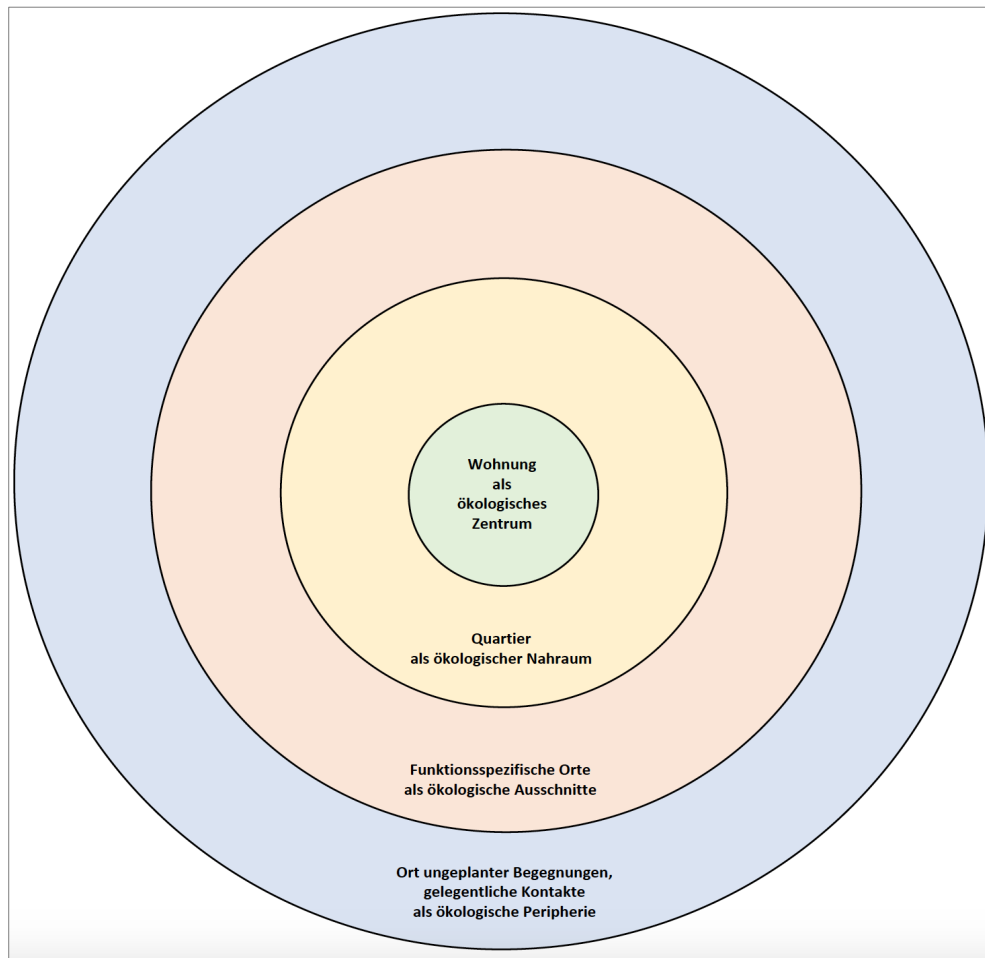 Wohnung
als
ökologisches
Zentrum
Quartier
als ökologischer Nahraum
Funktionsspezifische Orte
als ökologische Ausschnitte
Ort ungeplanter Begegnungen,
gelegentliche Kontakte
als ökologische Peripherie